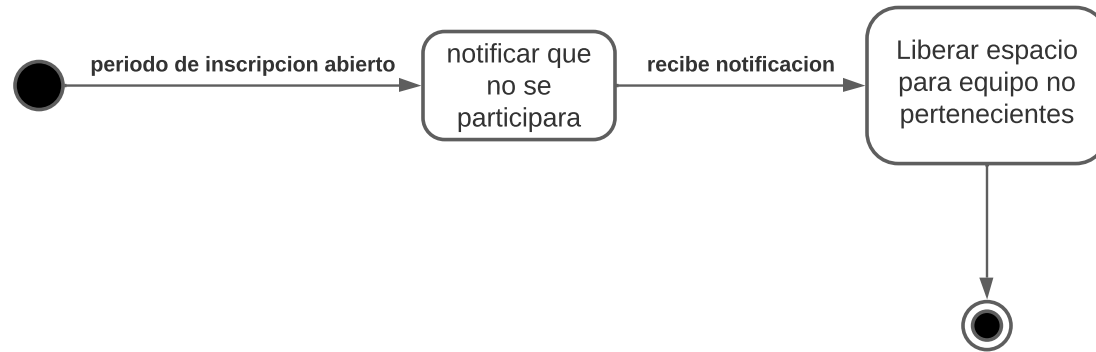 periodo de inscripcion abierto
notificar que
no se
participara
recibe notificacion
Liberar espacio
para equipo no
pertenecientes